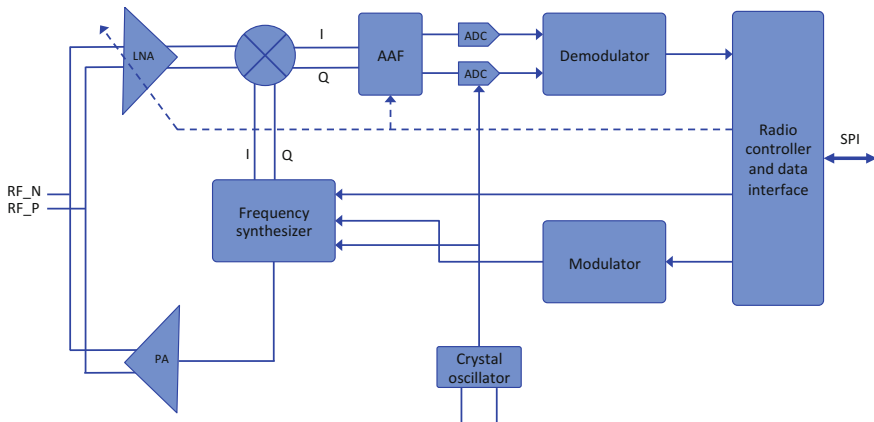 I
ADC
LNA
AAF
Demodulator
Q
ADC
Radio
controller
and data
interface
SPI
I
Q
RF_N
RF_P
Frequency
synthesizer
Modulator
PA
Crystal
oscillator